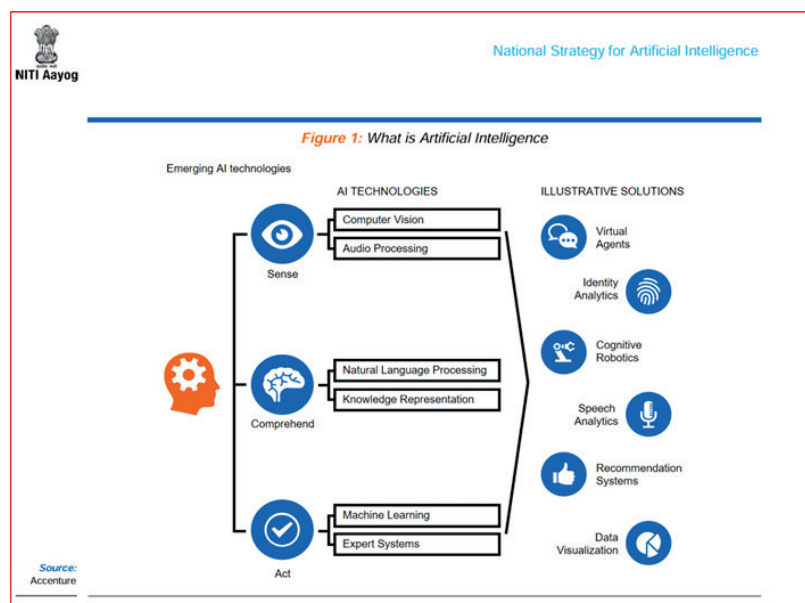 NITI Aayog
National Strategy for Artificial Intelligence
Figure 1: What is Artificial Intelligence
Emerging AI technologies
AI TECHNOLOGIES
ILLUSTRATIVE SOLUTIONS
Sense
Computer Vision
Audio Processing
Comprehend
Natural Language Processing
Knowledge Representation
Act
Machine Learning
Expert Systems
Virtual
Agents
Identity
Analytics
Cognitive
Robotics
Speech
Analytics
Recommendation
Systems
Data
Visualization
Source:
Accenture